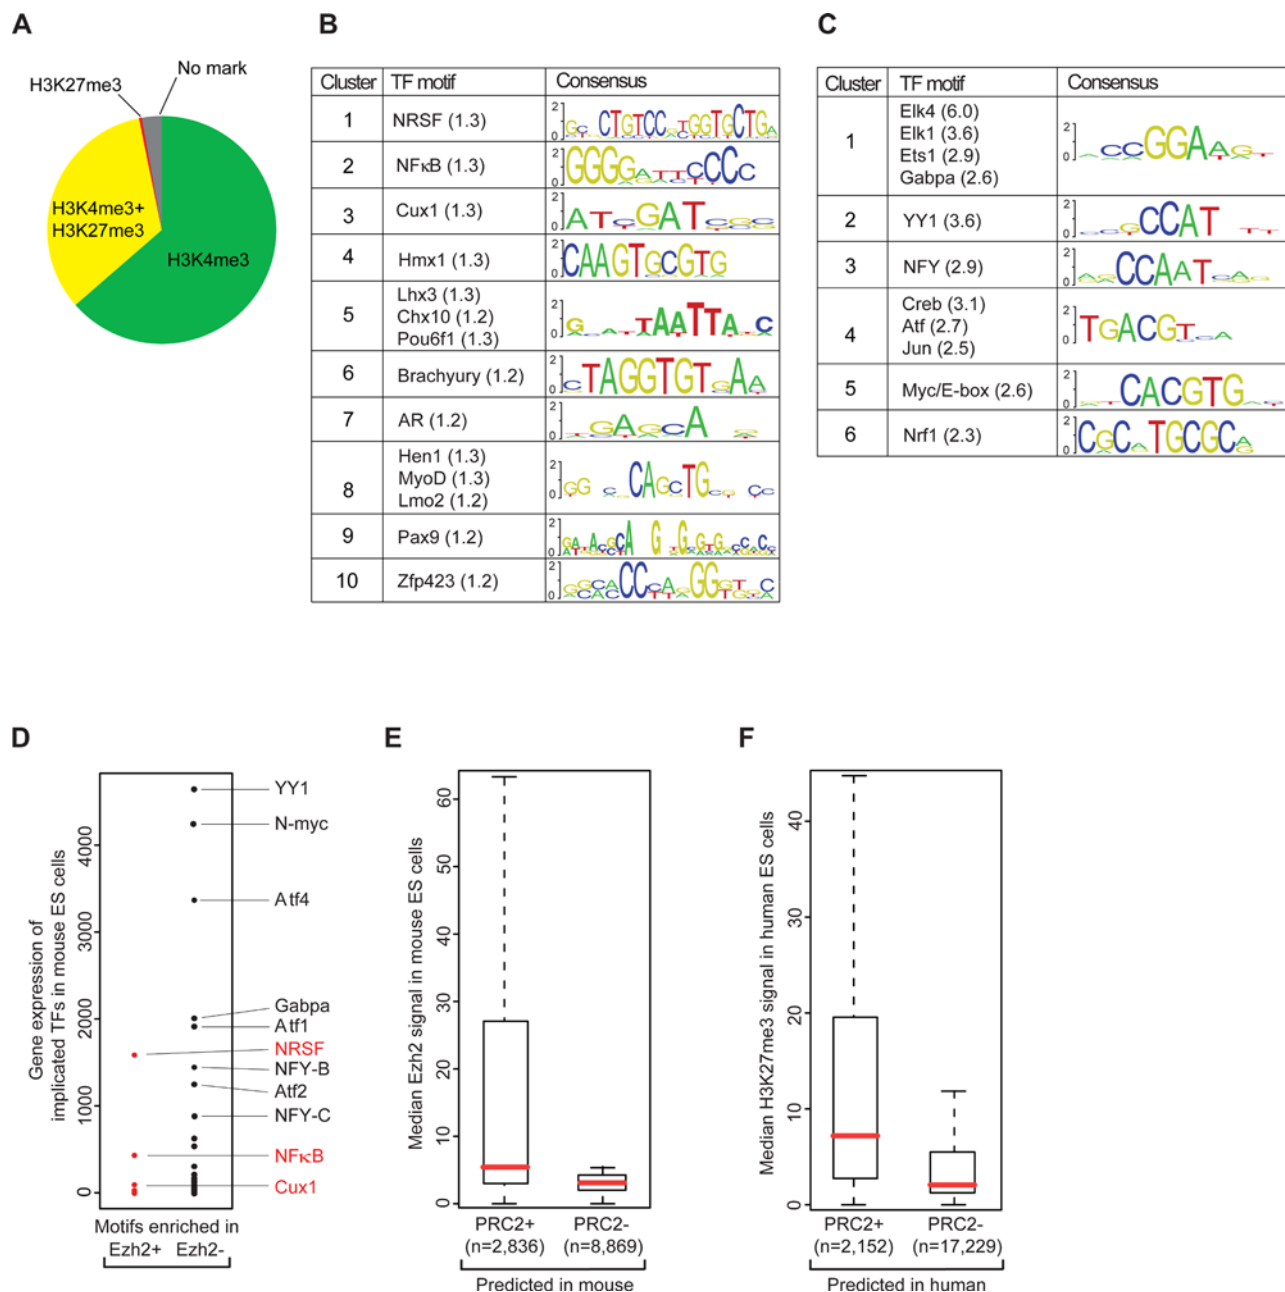 A
No mark
H3K27me3
H3K4me3+
H3K27me3
H3K4me3
B
Cluster TF motif Consensus
1 NRSF (1.3)
2 NFκB (1.3)
3 Cux1 (1.3)
4 Hmx1 (1.3)
5
Lhx3 (1.3)
Chx10 (1.2)
Pou6f1 (1.3)
6 Brachyury (1.2)
7 AR (1.2)
8
Hen1 (1.3)
MyoD (1.3)
Lmo2 (1.2)
9 Pax9 (1.2)
10 Zfp423 (1.2)
C
Cluster TF motif Consensus
1
Elk4 (6.0)
Elk1 (3.6)
Ets1 (2.9)
Gabpa (2.6)
2 YY1 (3.6)
3 NFY (2.9)
4
Creb (3.1)
Atf (2.7)
Jun (2.5)
5 Myc/E-box (2.6)
6 Nrf1 (2.3)
D
Gene expression of
implicated TFs in mouse ES cells
4000
3000
2000
1000
0
YY1
N-myc
Atf4
Gabpa
Atf1
NRSF
NFY-B
Atf2
NFY-C
NFκB
Cux1
Motifs enriched in
Ezh2+ Ezh2-
E
Median Ezh2 signal in mouse ES cells
60
50
40
30
20
10
0
PRC2+ PRC2-
(n=2,836) (n=8,869)
Predicted in mouse
F
Median H3K27me3 signal in human ES cells
40
30
20
10
0
PRC2+ PRC2-
(n=2,152) (n=17,229)
Predicted in human